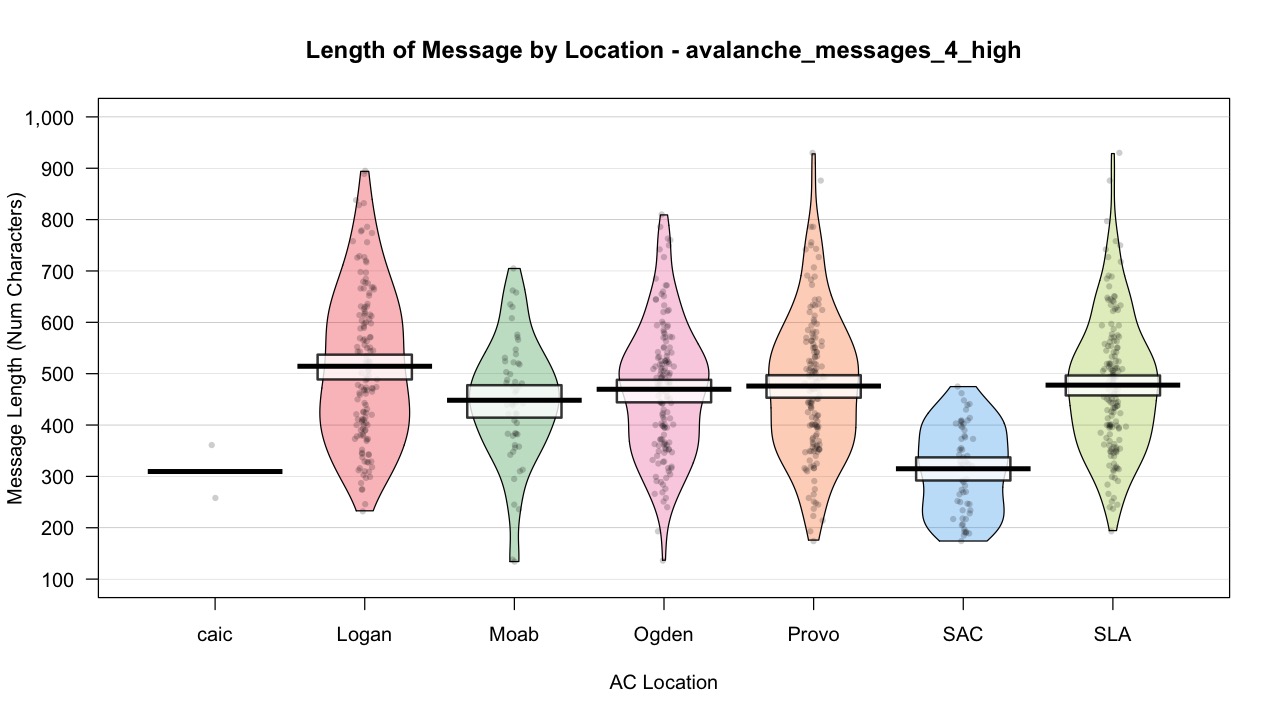 Length of Message by Location - avalanche_messages_4_high
Message Length (Num Characters)
1,000
900
800
700
600
500
400
300
200
100
caic Logan Moab Ogden Provo SAC SLA
AC Location